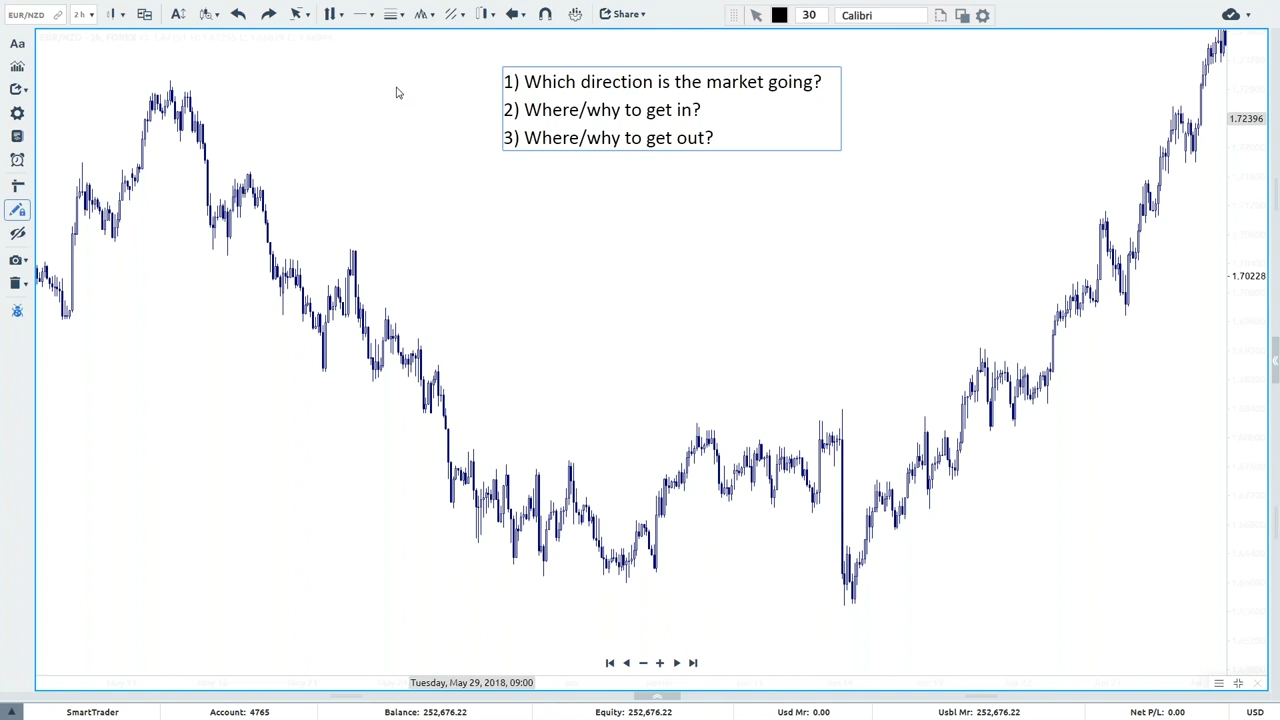 EUR/NZD 2 h 30 Calibri
Share
1) Which direction is the market going?
2) Where/why to get in?
3) Where/why to get out?
Aa
1.72396
1.70228
Tuesday, May 29, 2018, 09:00
SmartTrader Account: 4765 Balance: 252,676.22 Equity: 252,676.22 Usd Mr: 0.00 Usbl Mr: 252,676.22 Net P/L: 0.00 USD